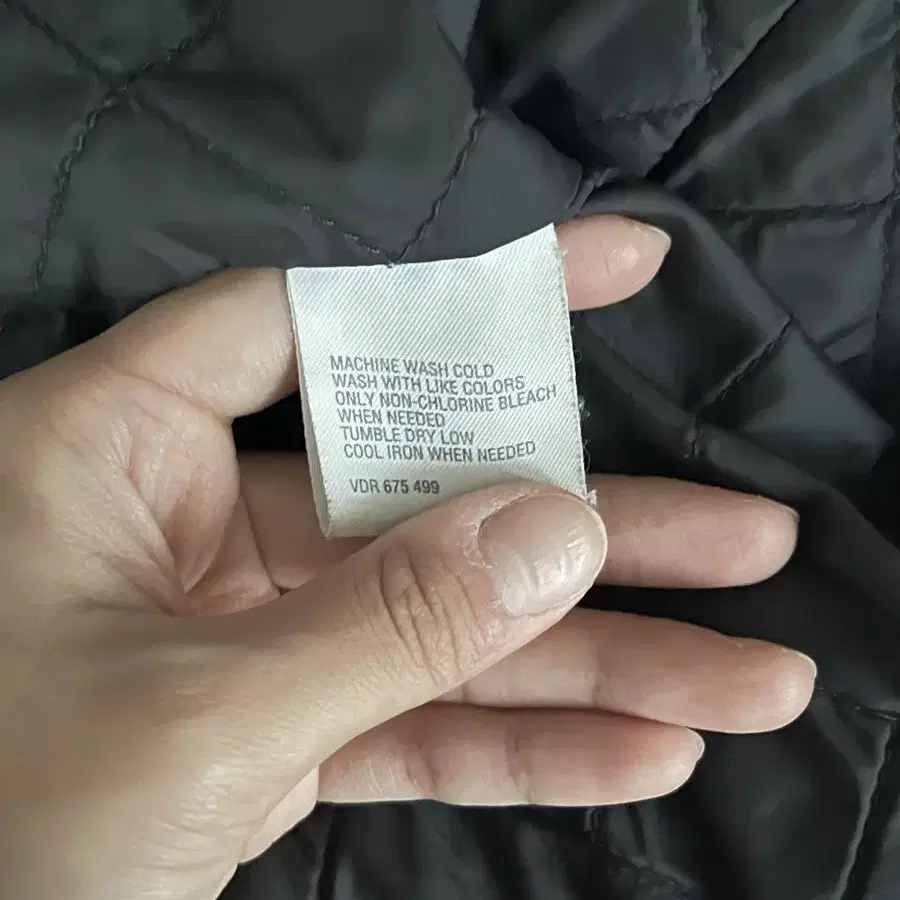 MACHINE WASH COLD
WASH WITH LIKE COLORS
ONLY NON-CHLORINE BLEACH
WHEN NEEDED
TUMBLE DRY LOW
COOL IRON WHEN NEEDED
VDR 675 499